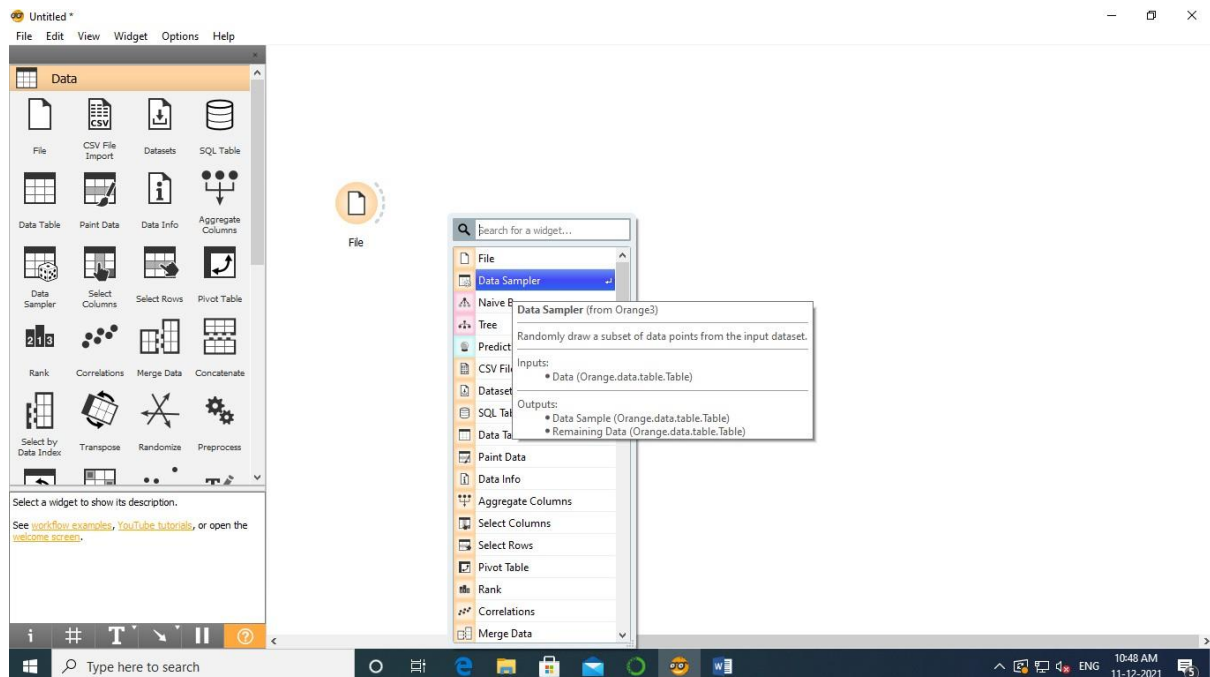 Untitled *
File Edit View Widget Options Help
Data
File
CSV File Import
Datasets
SQL Table
Data Table
Paint Data
Data Info
Aggregate Columns
Data Sampler
Select Columns
Select Rows
Pivot Table
Rank
Correlations
Merge Data
Concatenate
Select by Data Index
Transpose
Randomize
Preprocess
Select a widget to show its description.
See workflow examples, YouTube tutorials, or open the
welcome screen.
File
Search for a widget...
File
Data Sampler
Naive B
Tree
Predict
CSV Fil
Dataset
SQL Tab
Data Ta
Paint Data
Data Info
Aggregate Columns
Select Columns
Select Rows
Pivot Table
Rank
Correlations
Merge Data
Data Sampler (from Orange3)
Randomly draw a subset of data points from the input dataset.
Inputs:
• Data (Orange.data.table.Table)
Outputs:
• Data Sample (Orange.data.table.Table)
• Remaining Data (Orange.data.table.Table)
Type here to search
ENG
10:48 AM
11-12-2021
5